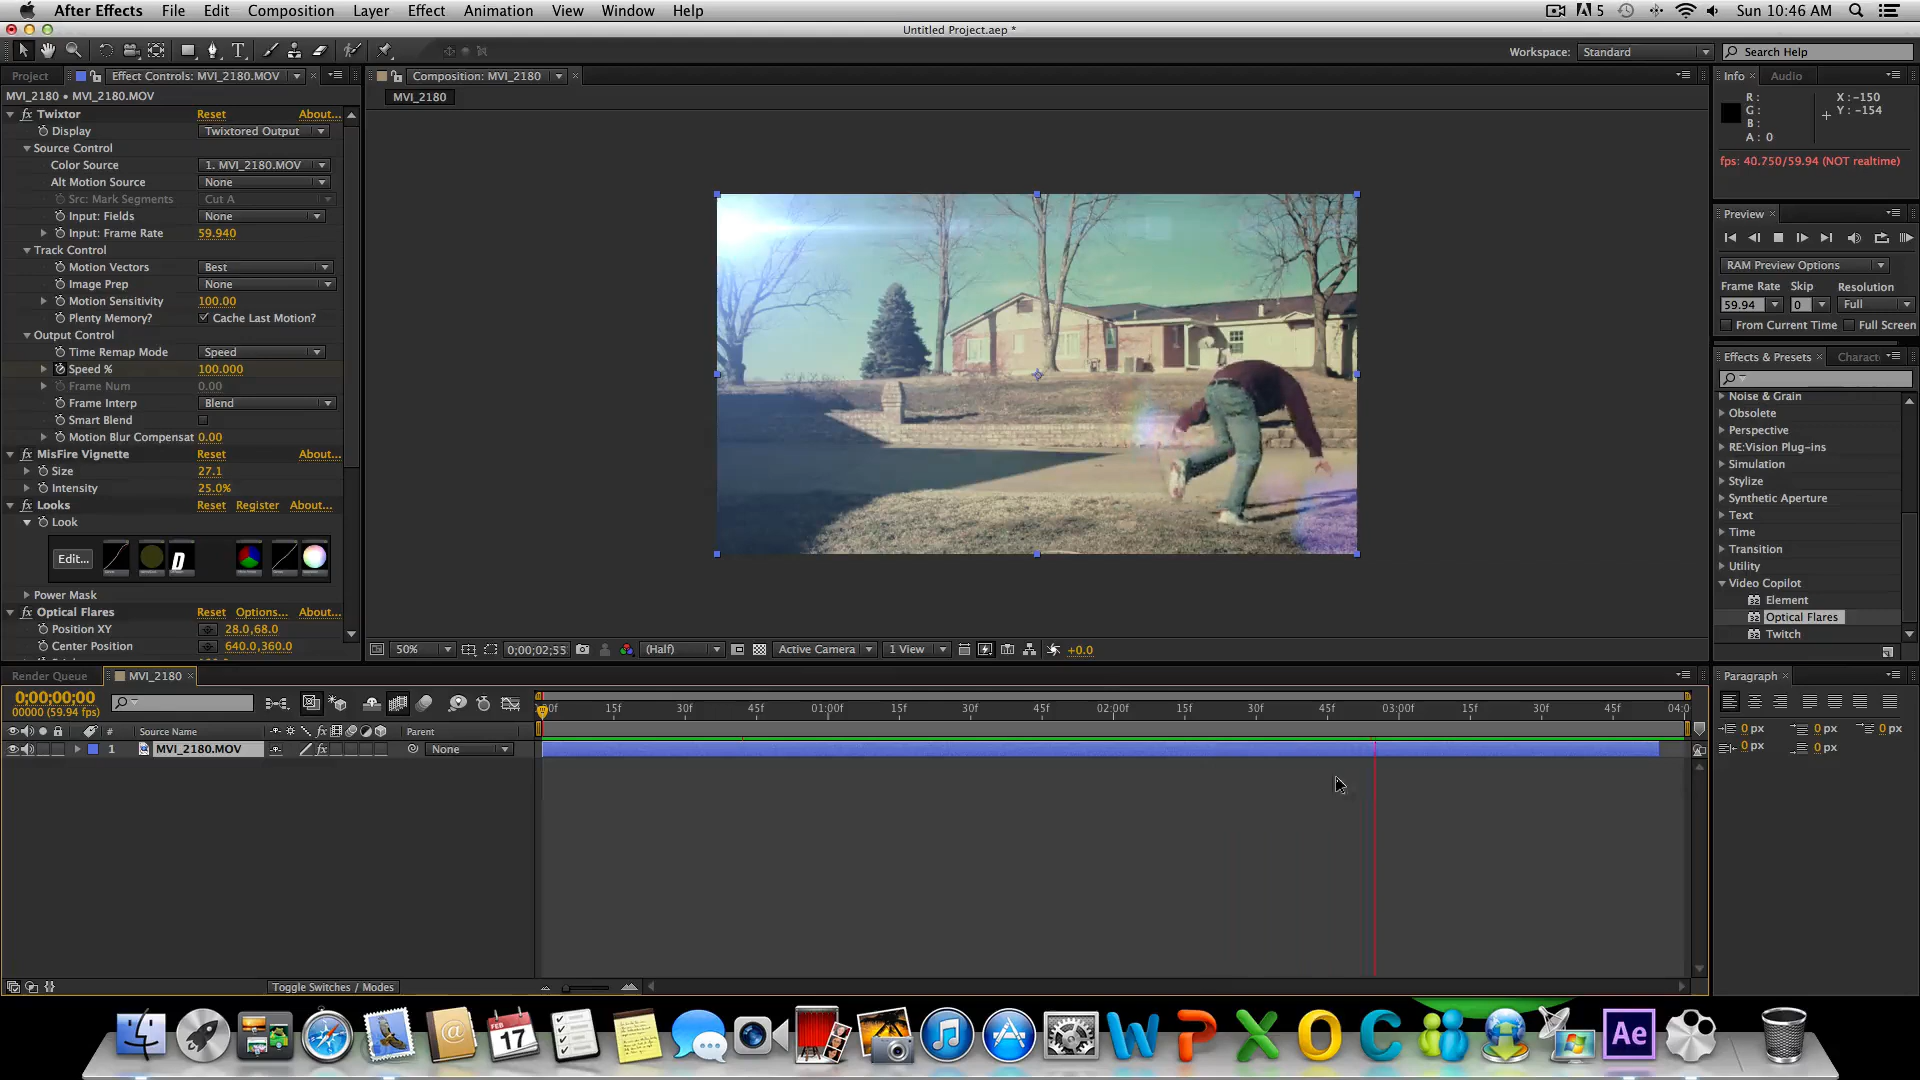 After Effects File Edit Composition Layer Effect Animation View Window Help 5 Sun 10:46 AM
Untitled Project.aep *
Workspace: Standard Search Help
Project Effect Controls: MVI_2180.MOV Composition: MVI_2180 Info Audio
MVI_2180 • MVI_2180.MOV MVI_2180
Twixtor Reset About...
Display Twixtored Output
Source Control
Color Source 1. MVI_2180.MOV
Alt Motion Source None
Src: Mark Segments Cut A
Input: Fields None
Input: Frame Rate 59.940
Track Control
Motion Vectors Best
Image Prep None
Motion Sensitivity 100.00
Plenty Memory? Cache Last Motion?
Output Control
Time Remap Mode Speed
Speed % 100.000
Frame Num 0.00
Frame Interp Blend
Smart Blend
Motion Blur Compensat 0.00
MisFire Vignette Reset About...
Size 27.1
Intensity 25.0%
Looks Reset Register About...
Look
Edit... D
Power Mask
Optical Flares Reset Options... About...
Position XY 28.0,68.0
Center Position 640.0,360.0
50% 0;00;02;55 (Half) Active Camera 1 View +0.0
R: X: -150
G: Y: -154
B:
A: 0
fps: 40.750/59.94 (NOT realtime)
Preview
RAM Preview Options
Frame Rate Skip Resolution
59.94 0 Full
From Current Time Full Screen
Effects & Presets Charact
Noise & Grain
Obsolete
Perspective
RE:Vision Plug-ins
Simulation
Stylize
Synthetic Aperture
Text
Time
Transition
Utility
Video Copilot
Element
Optical Flares
Twitch
Render Queue MVI_2180
0;00;00;00
00000 (59.94 fps)
00f 15f 30f 45f 01:00f 15f 30f 45f 02:00f 15f 30f 45f 03:00f 15f 30f 45f 04:0
# Source Name Parent
1 MVI_2180.MOV None
Toggle Switches / Modes
Paragraph
0 px 0 px 0 px
0 px 0 px
FEB
17
W P X O C Ae